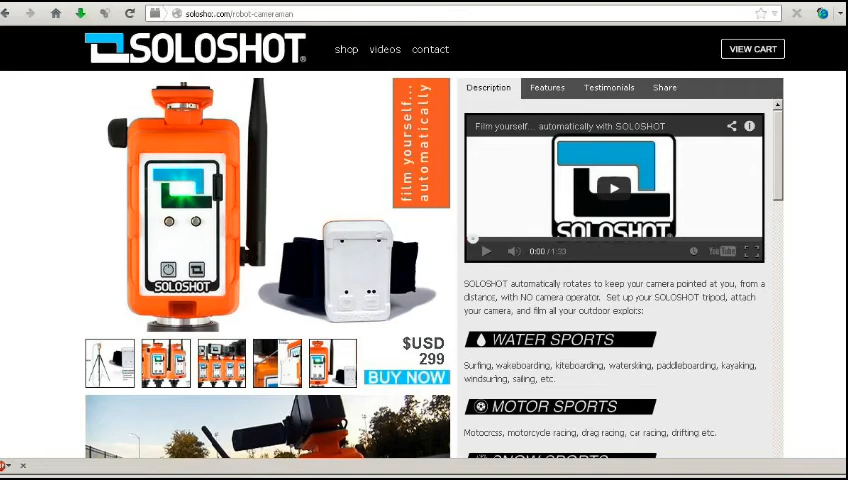 soloshot.com/robot-cameraman
SOLOSHOT
shop videos contact
VIEW CART
film yourself...
automatically
SOLOSHOT
$USD
299
BUY NOW
Description Features Testimonials Share
Film yourself... automatically with SOLOSHOT
SOLOSHOT
0:00 / 1:33
YouTube
SOLOSHOT automatically rotates to keep your camera pointed at you, from a
distance, with NO camera operator. Set up your SOLOSHOT tripod, attach
your camera, and film all your outdoor exploits:
WATER SPORTS
Surfing, wakeboarding, kiteboarding, waterskiing, paddleboarding, kayaking,
windsurfing, sailing, etc.
MOTOR SPORTS
Motocross, motorcycle racing, drag racing, car racing, drifting etc.
SNOW SPORTS